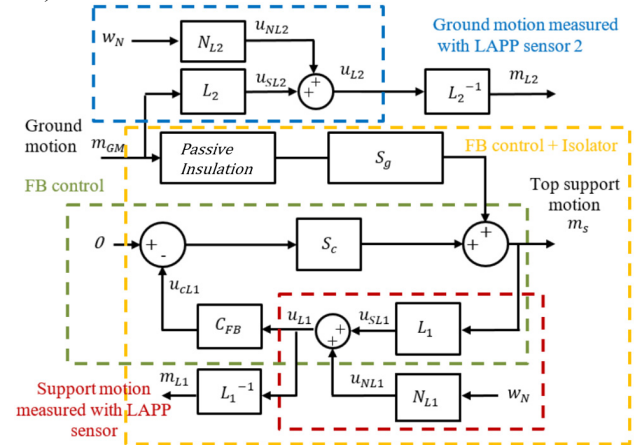 w_N
N_L2
u_NL2
Ground motion measured
with LAPP sensor 2
L_2
u_SL2
+
+
u_L2
L_2^-1
m_L2
Ground
motion
m_GM
Passive
Insulation
S_g
FB control + Isolator
FB control
Top support
motion
m_s
0
+
-
S_c
+
+
u_cL1
C_FB
u_L1
+
+
u_SL1
L_1
m_L1
L_1^-1
u_NL1
N_L1
w_N
Support motion
measured with LAPP
sensor